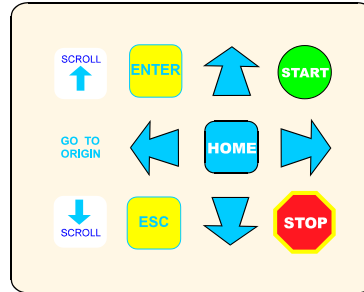 SCROLL
ENTER
START
GO TO
ORIGIN
HOME
SCROLL
ESC
STOP